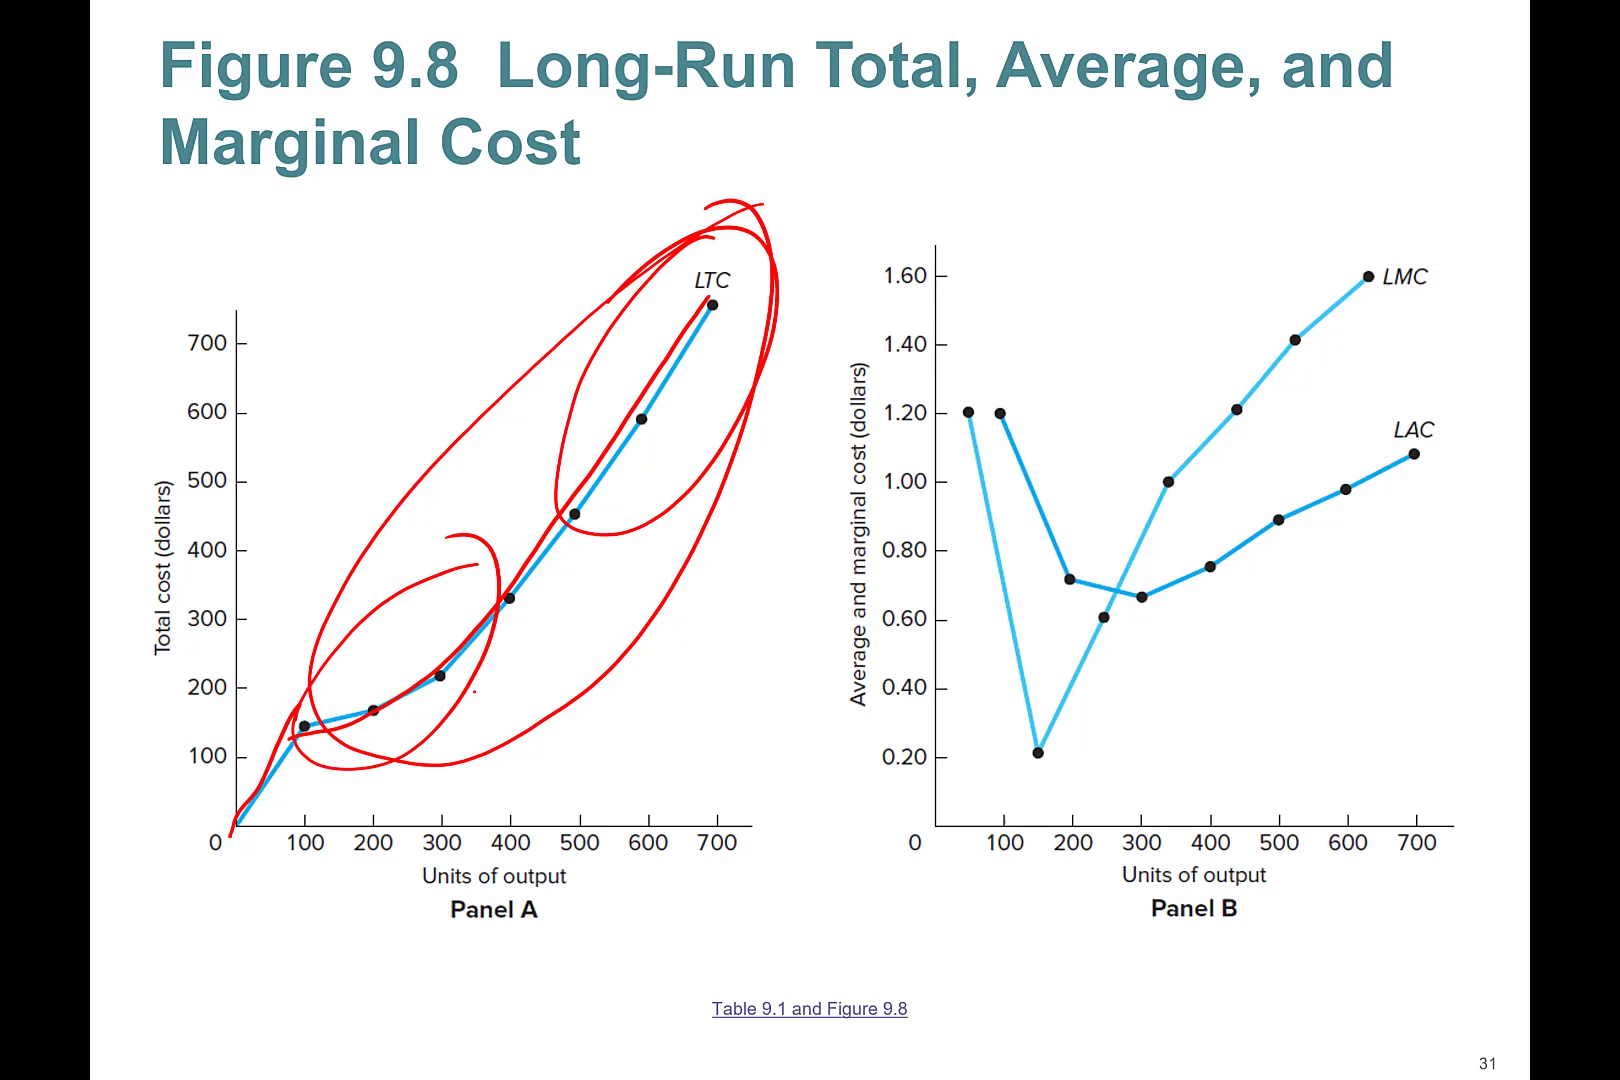 Figure 9.8 Long-Run Total, Average, and
Marginal Cost
LTC
700
600
500
400
300
200
100
0
100 200 300 400 500 600 700
Total cost (dollars)
Units of output
Panel A
1.60
1.40
1.20
1.00
0.80
0.60
0.40
0.20
0
100 200 300 400 500 600 700
Average and marginal cost (dollars)
LMC
LAC
Units of output
Panel B
Table 9.1 and Figure 9.8
31